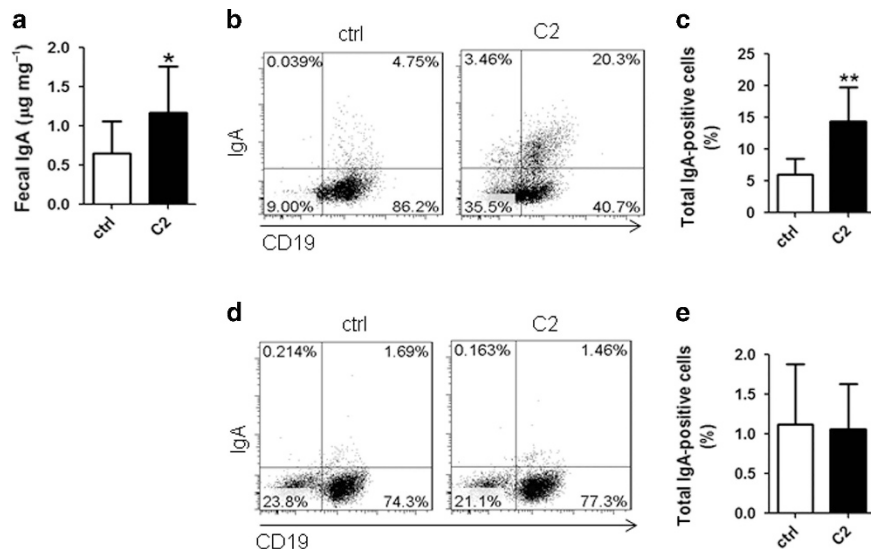 a
Fecal IgA (µg mg⁻¹)
2.0
1.5
1.0
0.5
0.0
*
ctrl
C2
b
ctrl
C2
0.039%
4.75%
9.00%
86.2%
3.46%
20.3%
35.5%
40.7%
IgA
CD19
c
Total IgA-positive cells
(%)
25
20
15
10
5
0
**
ctrl
C2
d
ctrl
C2
0.214%
1.69%
23.8%
74.3%
0.163%
1.46%
21.1%
77.3%
IgA
CD19
e
Total IgA-positive cells
(%)
2.0
1.5
1.0
0.5
0.0
ctrl
C2